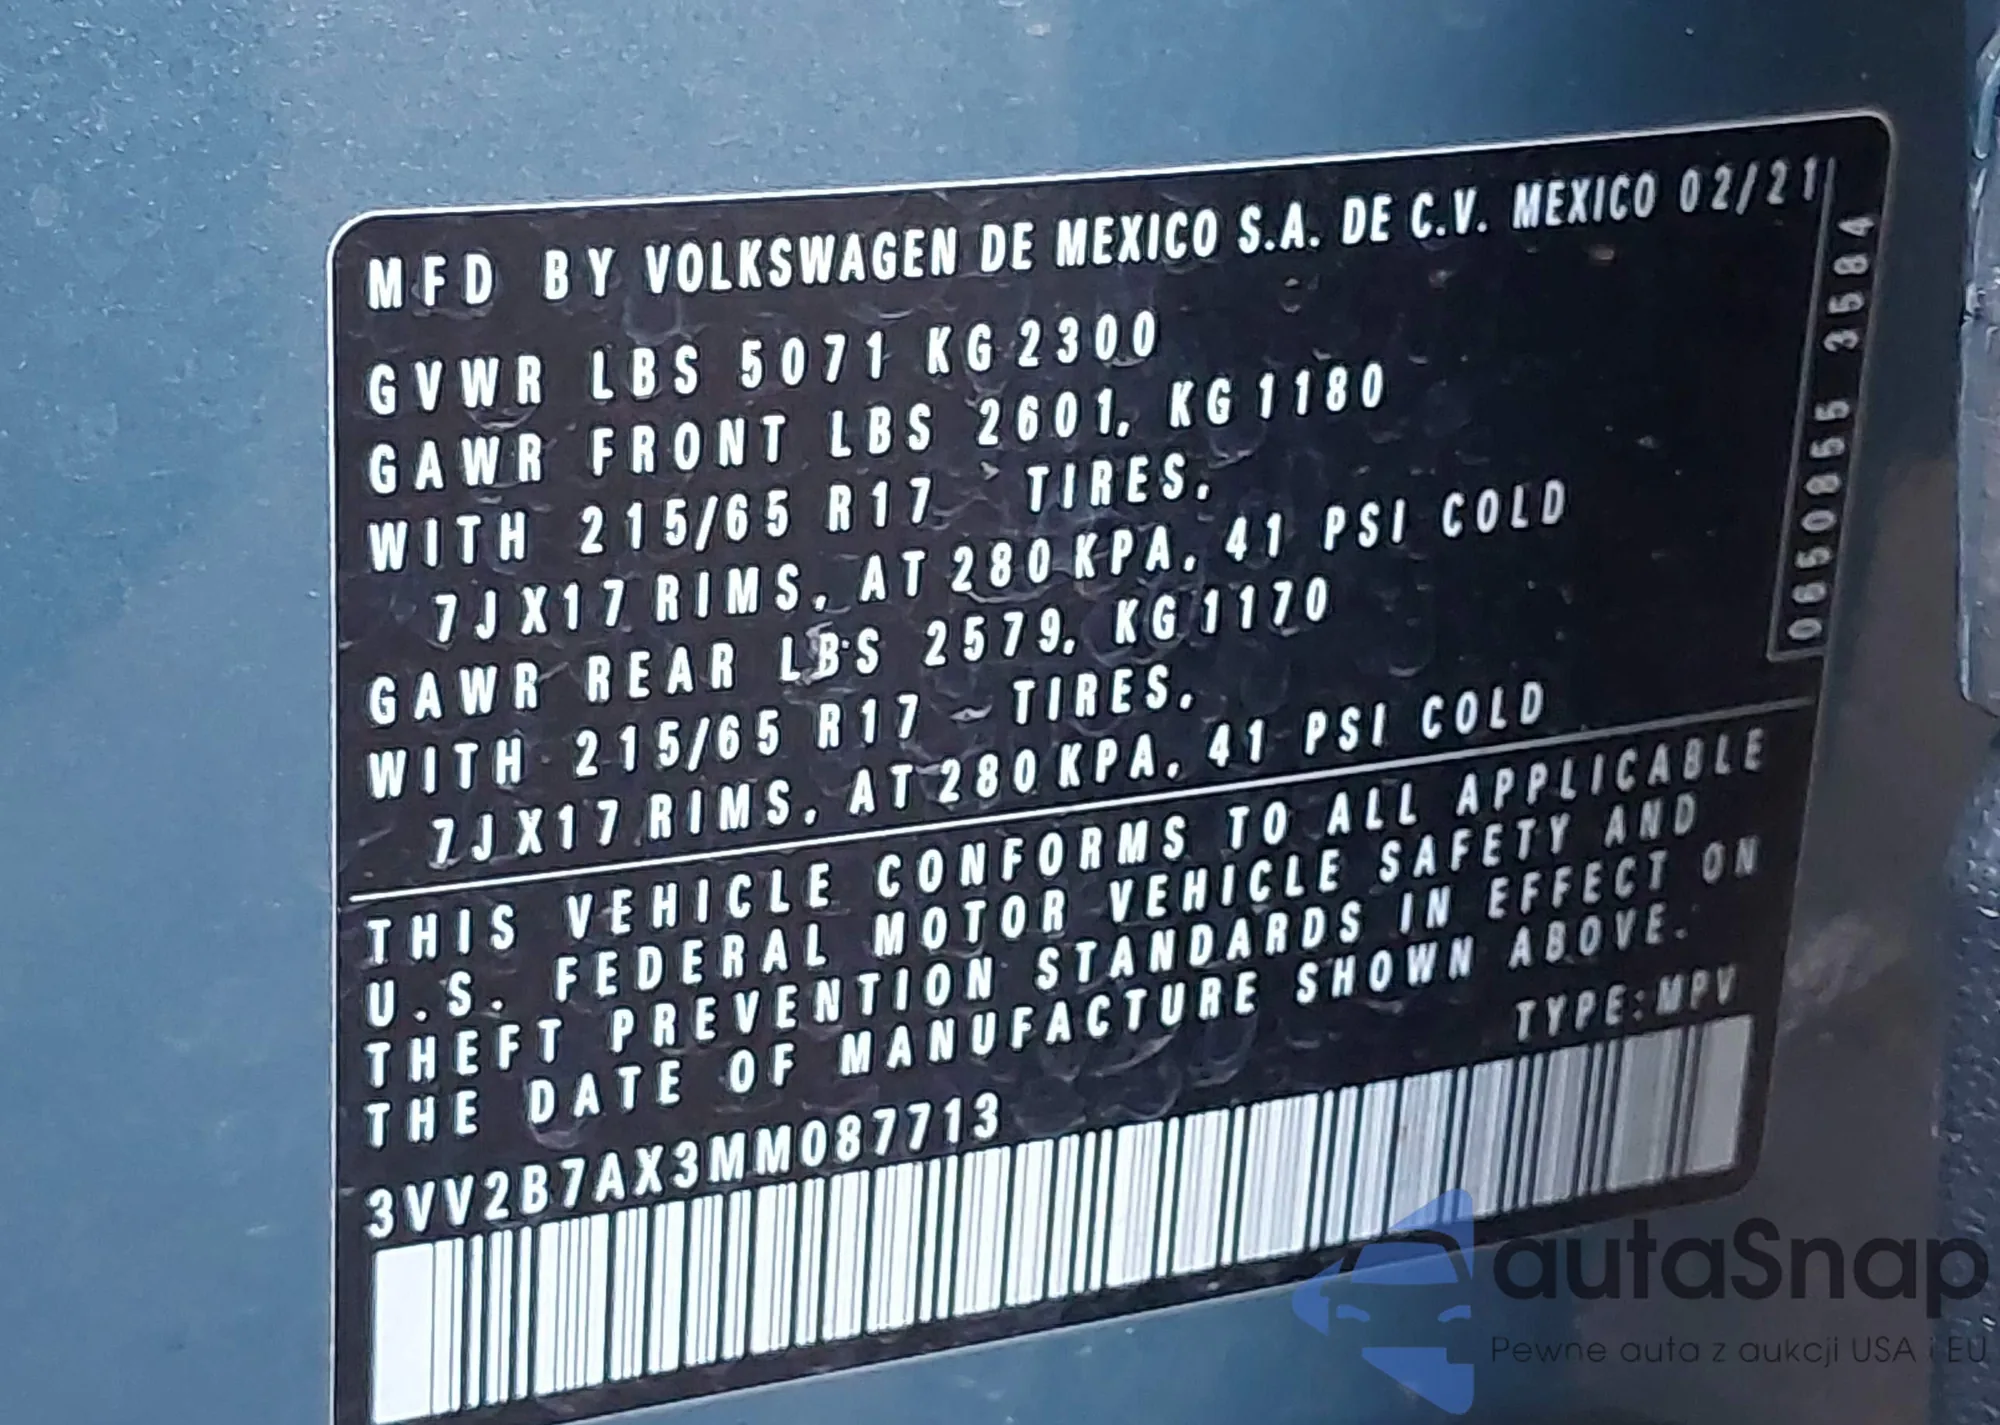 MFD BY VOLKSWAGEN DE MEXICO S.A. DE C.V. MEXICO 02/21
GVWR LBS 5071 KG 2300
GAWR FRONT LBS 2601, KG 1180
WITH 215/65 R17 TIRES,
7JX17 RIMS, AT 280 KPA, 41 PSI COLD
GAWR REAR LBS 2579, KG 1170
WITH 215/65 R17 TIRES,
7JX17 RIMS, AT 280 KPA, 41 PSI COLD
0650855 3584
THIS VEHICLE CONFORMS TO ALL APPLICABLE
U.S. FEDERAL MOTOR VEHICLE SAFETY AND
THEFT PREVENTION STANDARDS IN EFFECT ON
THE DATE OF MANUFACTURE SHOWN ABOVE.
TYPE:MPV
3VV2B7AX3MM087713
autaSnap
Pewne auta z aukcji USA i EU